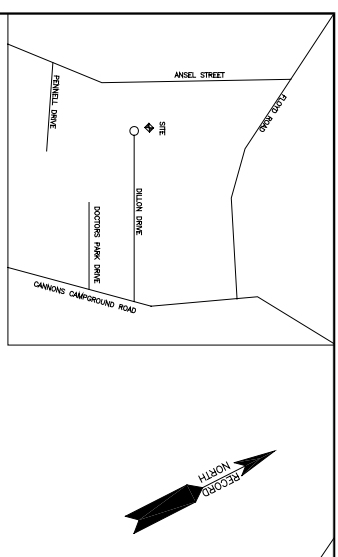 ANSEL STREET
FLOYD ROAD
PENNELL DRIVE
SITE
DILLON DRIVE
DOCTORS PARK DRIVE
CANNONS CAMPGROUND ROAD
RECORD
NORTH